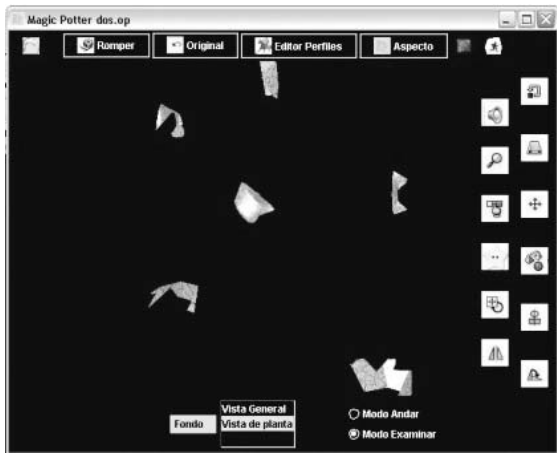 Magic Potter dos.op
Romper
Original
Editor Perfiles
Aspecto
Fondo
Vista General
Vista de planta
Modo Andar
Modo Examinar